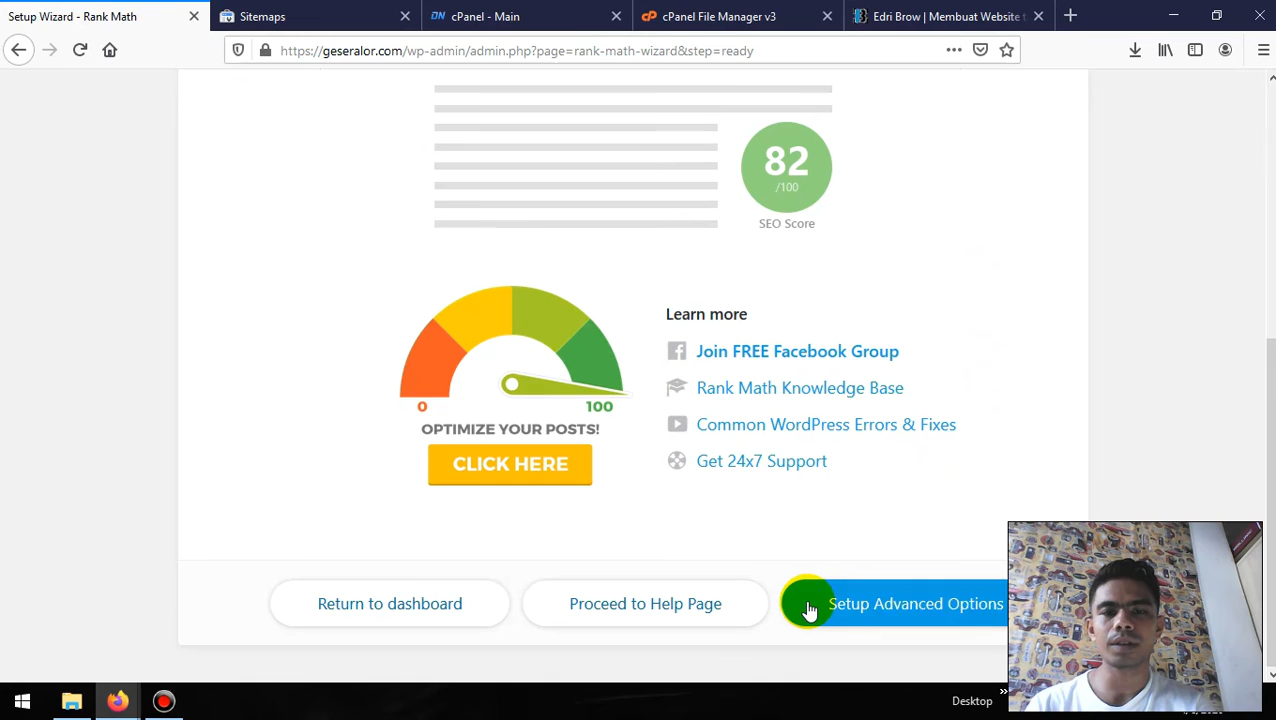 Setup Wizard - Rank Math
Sitemaps
cPanel - Main
cPanel File Manager v3
Edri Brow | Membuat Website
https://geseralor.com/wp-admin/admin.php?page=rank-math-wizard&step=ready
82
/100
SEO Score
0
100
OPTIMIZE YOUR POSTS!
CLICK HERE
Learn more
Join FREE Facebook Group
Rank Math Knowledge Base
Common WordPress Errors & Fixes
Get 24x7 Support
Return to dashboard
Proceed to Help Page
Setup Advanced Options
Desktop